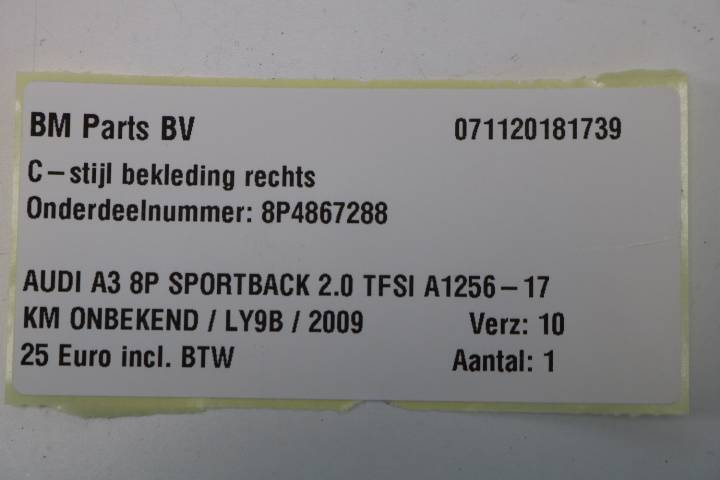 BM Parts BV 071120181739
C-stijl bekleding rechts
Onderdeelnummer: 8P4867288
AUDI A3 8P SPORTBACK 2.0 TFSI A1256-17
KM ONBEKEND / LY9B / 2009 Verz: 10
25 Euro incl. BTW Aantal: 1